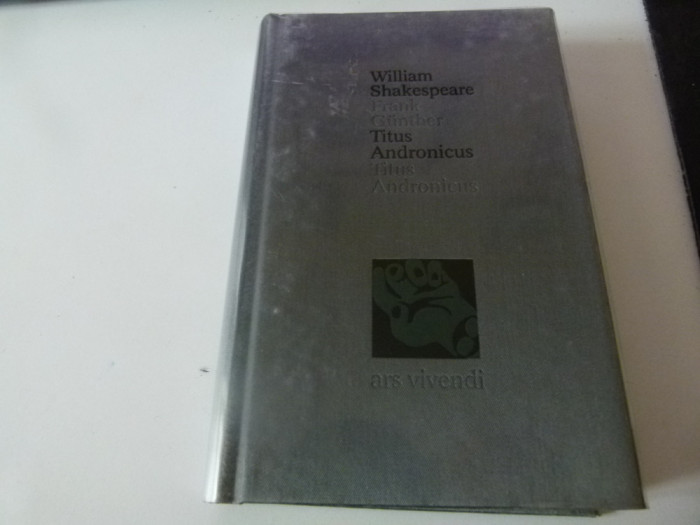 William
Shakespeare
Frank
Günther
Titus
Andronicus
Titus
Andronicus
ars vivendi